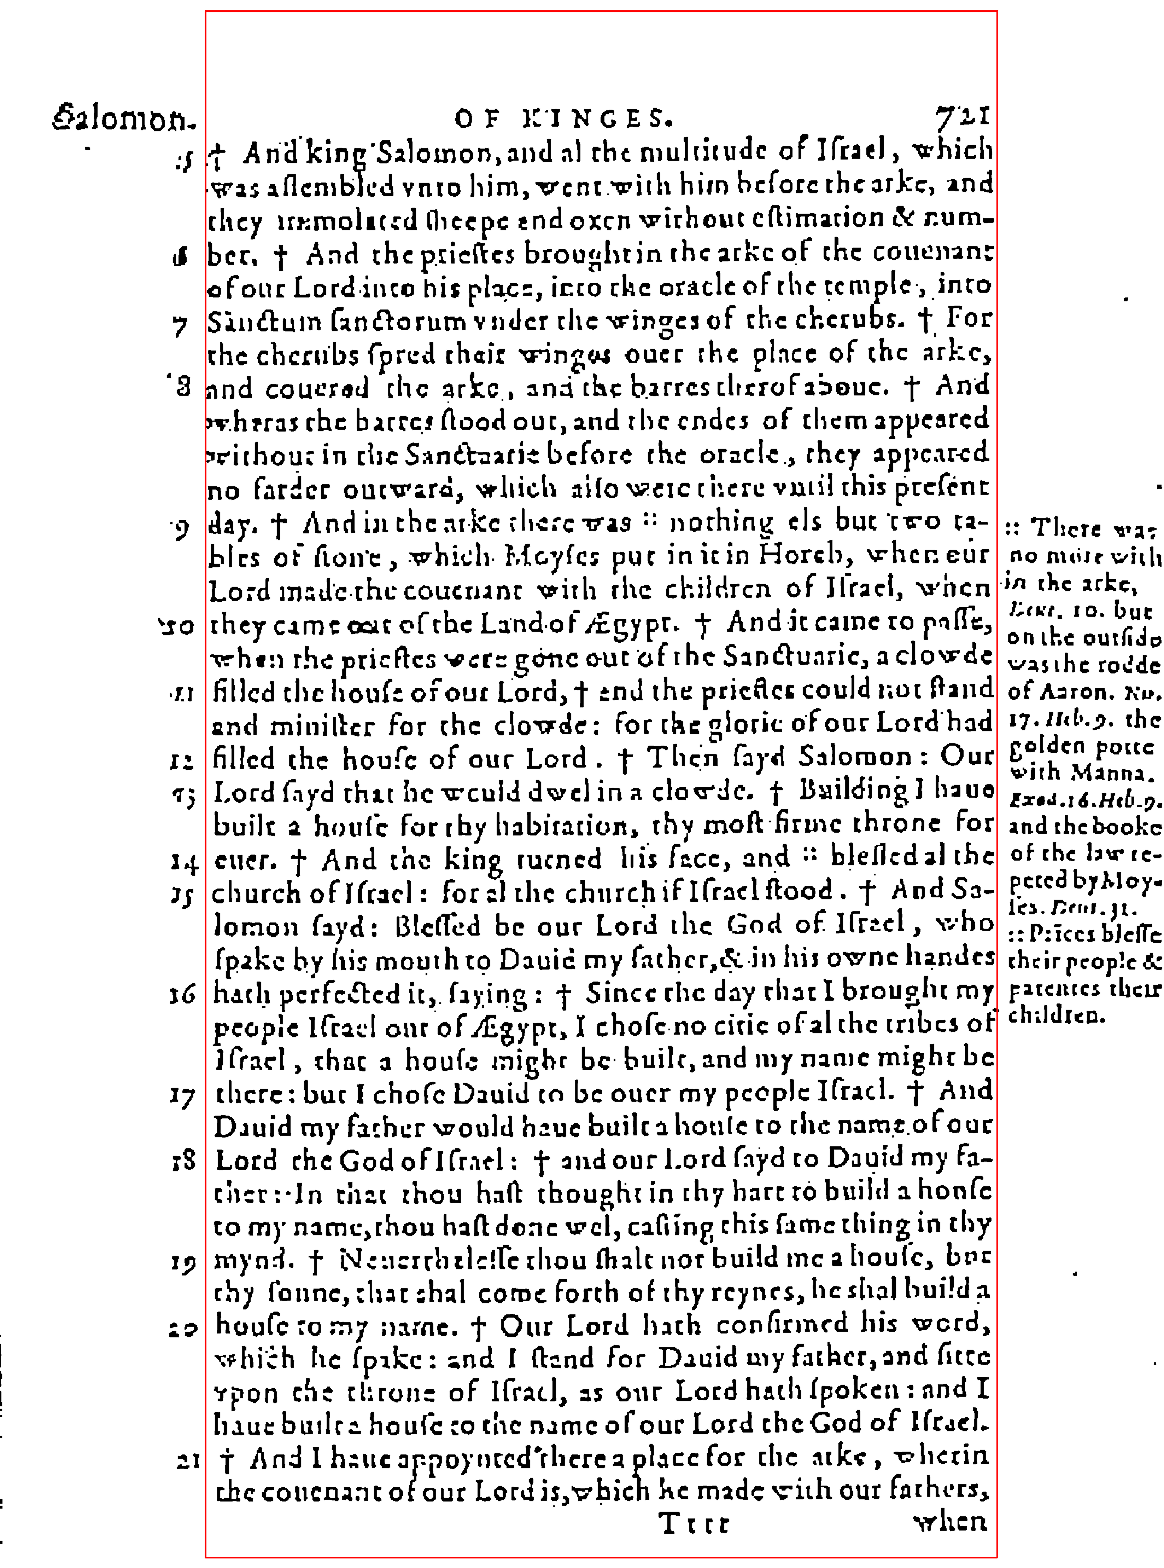 Salomon. OF KINGES. 721
5 † And king Salomon, and al the multitude of Iſrael, which
was aſſembled vnto him, went with him before the arke, and
they immolated ſheepe and oxen without eſtimation & num-
6 ber. † And the prieſtes brought in the arke of the couenant
of our Lord into his place, into the oracle of the temple, into
7 Sanctum ſanctorum vnder the winges of the cherubs. † For
the cherubs ſpred their winges ouer the place of the arke,
8 and couered the arke, and the barres therof aboue. † And
wheras the barres ſtood out, and the endes of them appeared
without in the Sanctuarie before the oracle, they appeared
no farder outward, which alſo were there vntil this preſent
9 day. † And in the arke there was :: nothing els but two ta-
bles of ſtone, which Moyſes put in it in Horeb, when our
Lord made the couenant with the children of Iſrael, when
10 they came out of the Land of Ægypt. † And it came to paſſe,
when the prieſtes were gone out of the Sanctuarie, a clowde
11 filled the houſe of our Lord, † and the prieſtes could not ſtand
and miniſter for the clowde: for the glorie of our Lord had
12 filled the houſe of our Lord. † Then ſayd Salomon: Our
13 Lord ſayd that he would dwel in a clowde. † Building I haue
built a houſe for thy habitation, thy moſt firme throne for
14 euer. † And the king turned his face, and :: bleſſed al the
15 church of Iſrael: for al the church if Iſrael ſtood. † And Sa-
lomon ſayd: Bleſſed be our Lord the God of Iſrael, who
ſpake by his mouth to Dauid my father, & in his owne handes
16 hath perfected it, ſaying: † Since the day that I brought my
people Iſrael out of Ægypt, I choſe no citie of al the tribes of
Iſrael, that a houſe might be built, and my name might be
17 there: but I choſe Dauid to be ouer my people Iſrael. † And
Dauid my father would haue built a houſe to the name of our
18 Lord the God of Iſrael: † and our Lord ſayd to Dauid my fa-
ther: In that thou haſt thought in thy hart to build a honſe
to my name, thou haſt done wel, caſting this ſame thing in thy
19 mynd. † Neuertheleſſe thou ſhalt not build me a houſe, but
thy ſonne, that shal come forth of thy reynes, he shal build a
20 houſe to my name. † Our Lord hath confirmed his word,
which he ſpake: and I ſtand for Dauid my father, and ſitte
vpon the throne of Iſrael, as our Lord hath ſpoken: and I
haue built a houſe to the name of our Lord the God of Iſrael.
21 † And I haue appoynted there a place for the arke, wherin
the couenant of our Lord is, which he made with our fathers,
Tttt when
:: There was
no more with
in the arke,
Deut. 10. but
on the outſide
was the rodde
of Aaron. Nu.
17. Heb. 9. the
golden potte
with Manna.
Exod. 16. Heb. 9.
and the booke
of the law re-
peted by Moy-
ſes. Deut. 31.
:: Prīces bleſſe
their people &
parentes their
children.